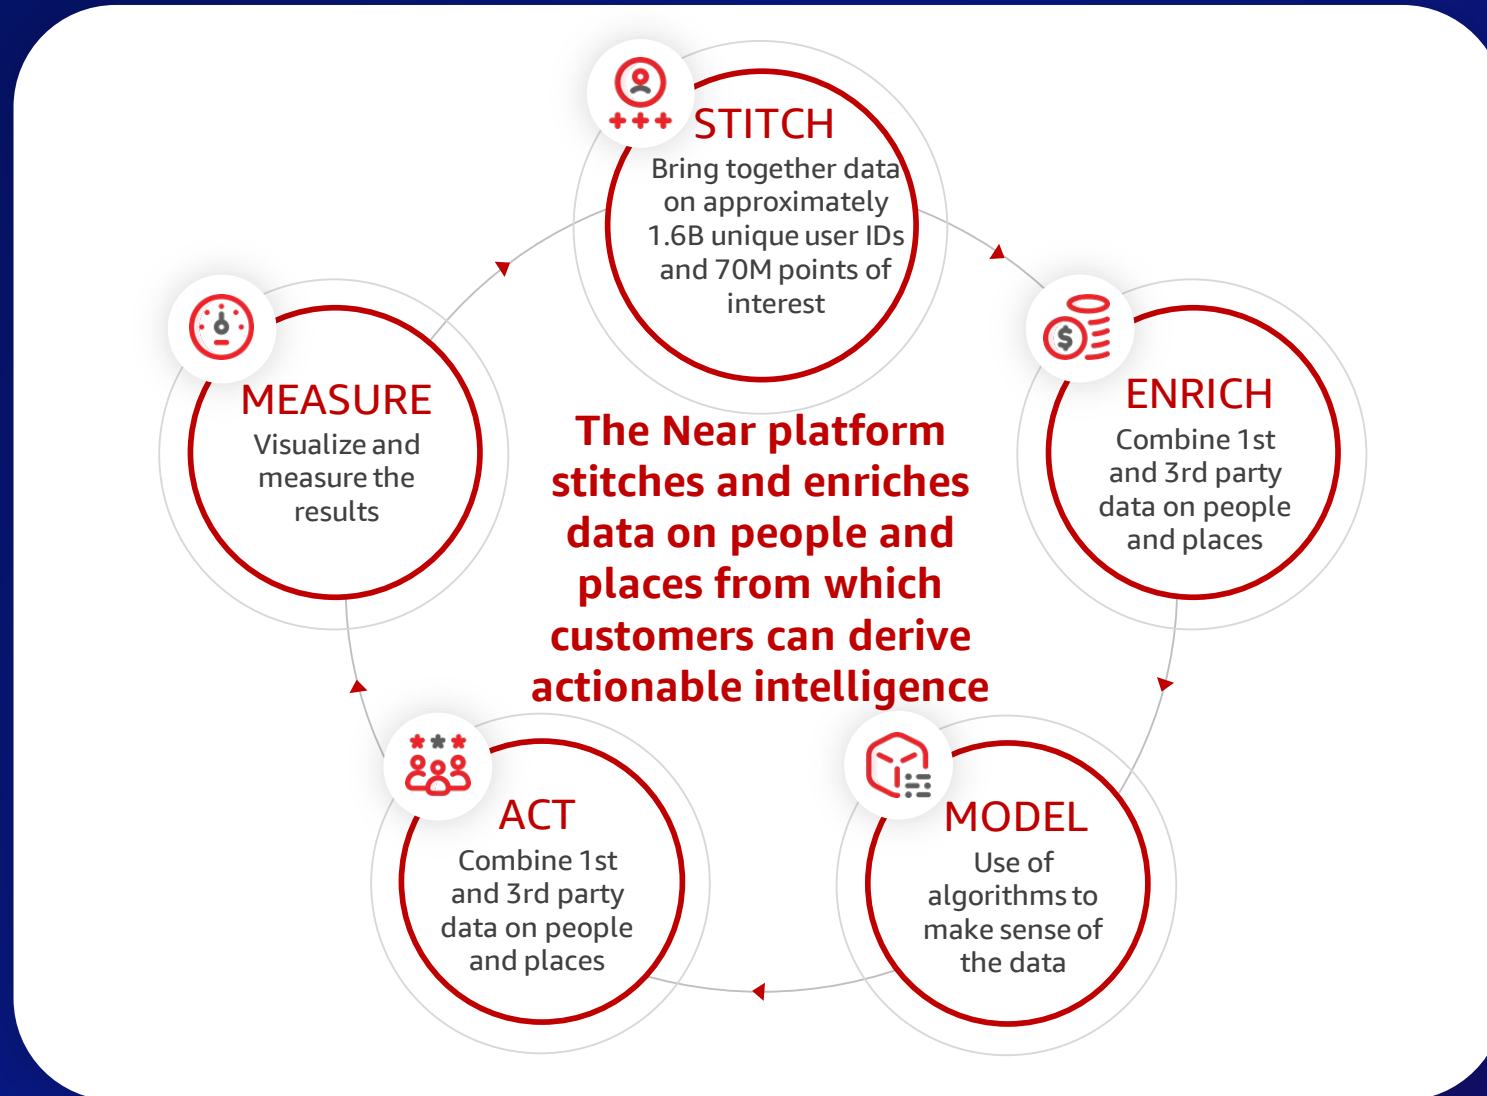 STITCH
Bring together data
on approximately
1.6B unique user IDs
and 70M points of
interest
ENRICH
Combine 1st
and 3rd party
data on people
and places
MODEL
Use of
algorithms to
make sense of
the data
ACT
Combine 1st
and 3rd party
data on people
and places
MEASURE
Visualize and
measure the
results
The Near platform
stitches and enriches
data on people and
places from which
customers can derive
actionable intelligence
$